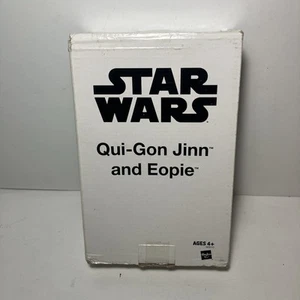 STAR
WARS
Qui-Gon Jinn™
and Eopie™
AGES 4+
Hasbro